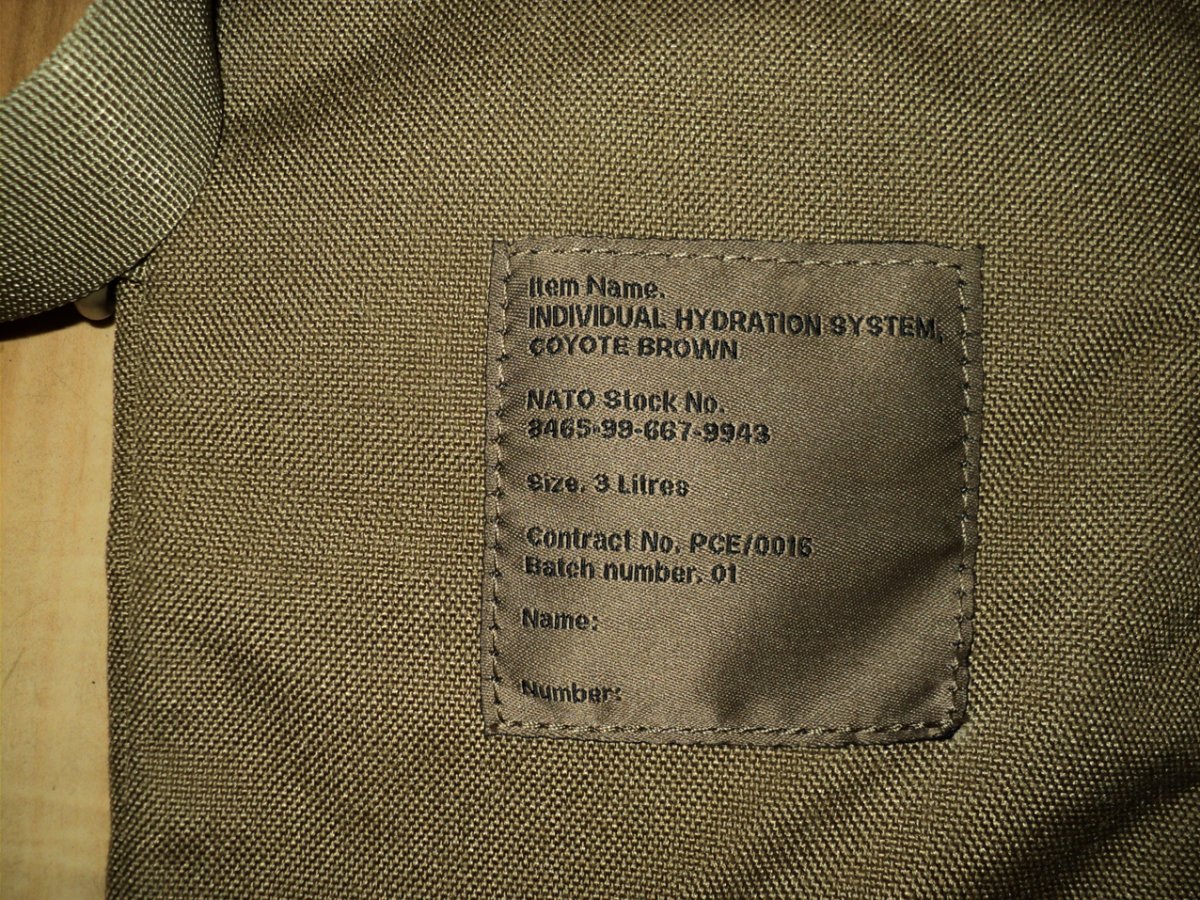 Item Name.
INDIVIDUAL HYDRATION SYSTEM,
COYOTE BROWN
NATO Stock No.
8465-99-667-9943
Size. 3 Litres
Contract No. PCE/0016
Batch number. 01
Name:
Number: